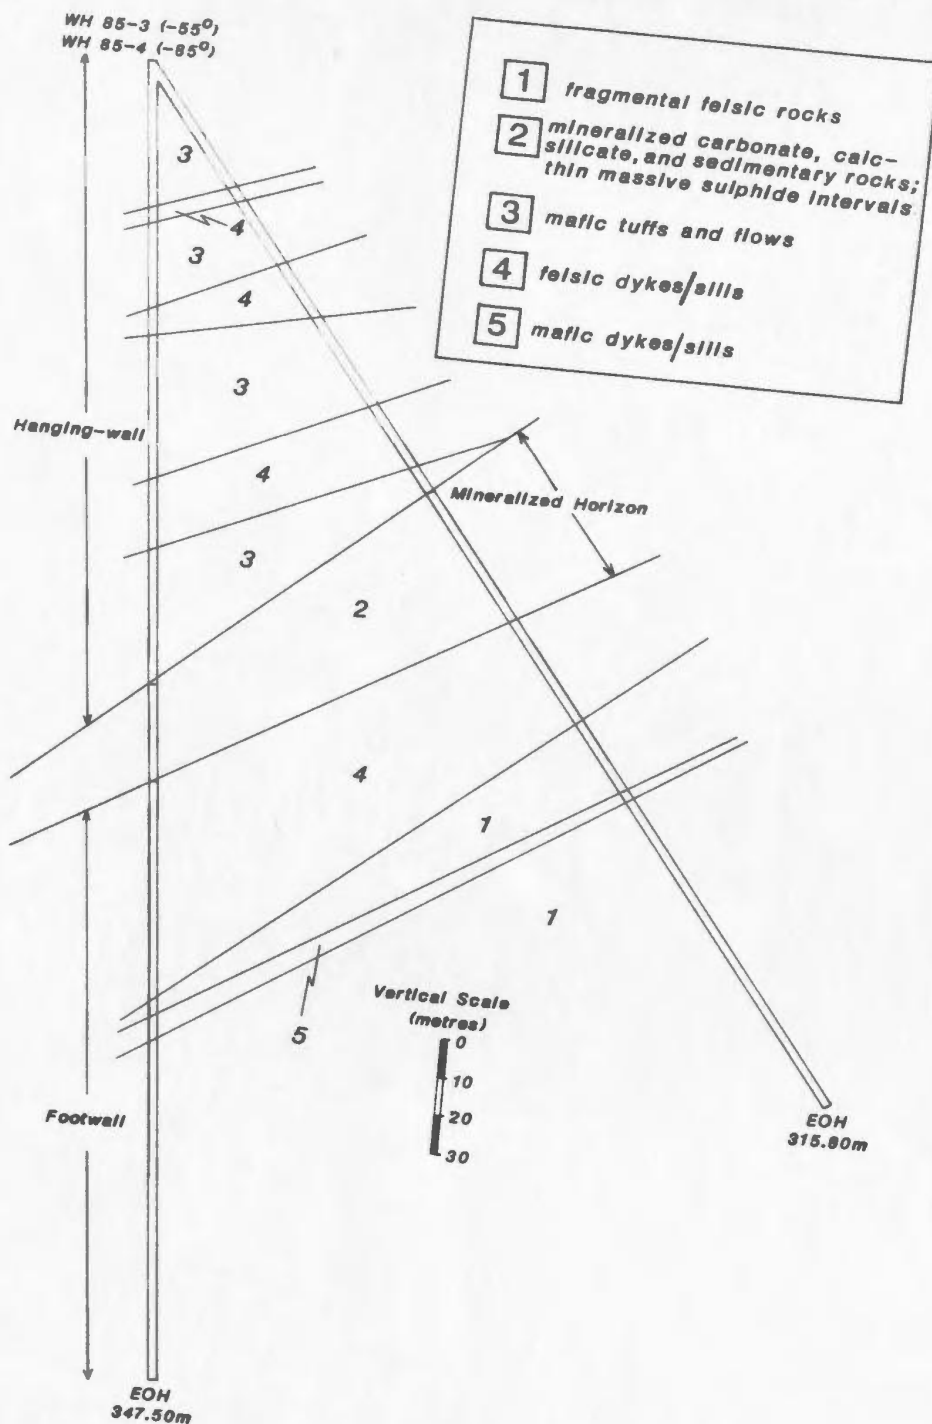 WH 85-3 (-55°)
WH 85-4 (-85°)
1 fragmental felsic rocks
2 mineralized carbonate, calc-
silicate, and sedimentary rocks;
thin massive sulphide intervals
3 mafic tuffs and flows
4 felsic dykes/sills
5 mafic dykes/sills
3
4
3
4
3
Hanging-wall
4
Mineralized Horizon
3
2
4
1
1
5
Vertical Scale
(metres)
0
10
20
30
Footwall
EOH
315.80m
EOH
347.50m